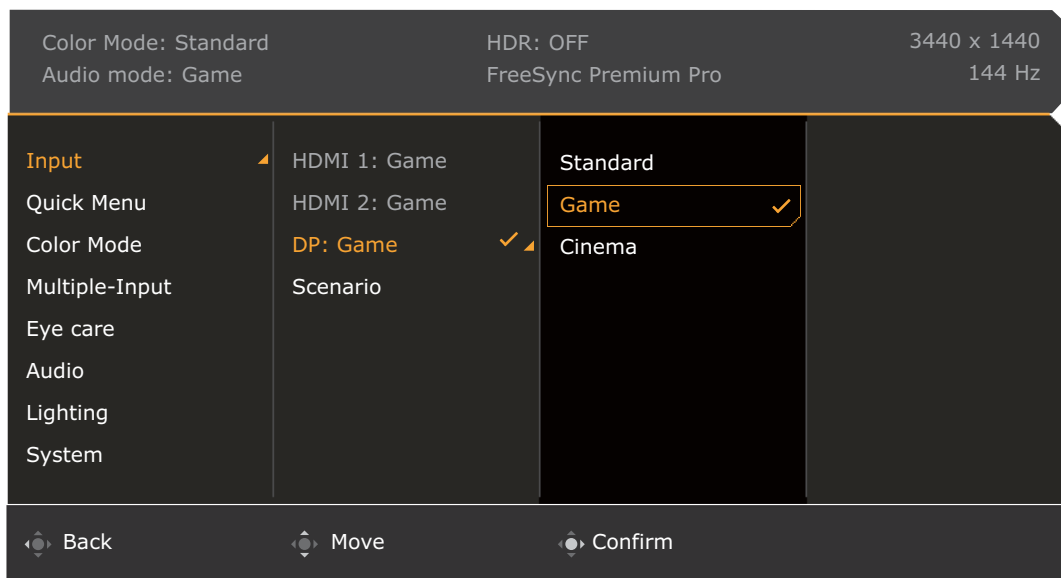 Color Mode: Standard
HDR: OFF
3440 x 1440
Audio mode: Game
FreeSync Premium Pro
144 Hz
Input
Quick Menu
Color Mode
Multiple-Input
Eye care
Audio
Lighting
System
HDMI 1: Game
HDMI 2: Game
DP: Game
Scenario
Standard
Game
Cinema
Back
Move
Confirm